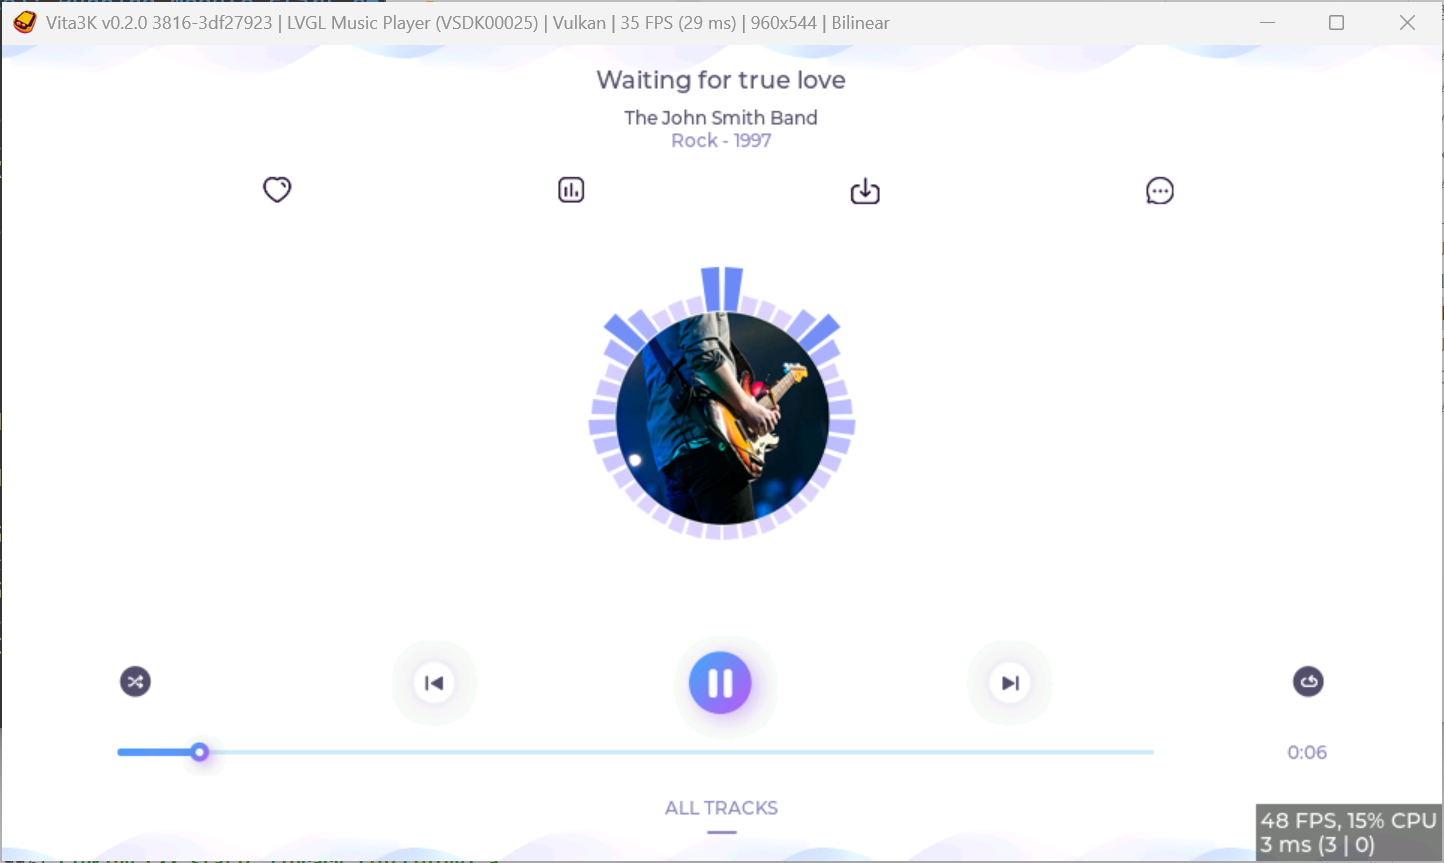 Vita3K v0.2.0 3816-3df27923 | LVGL Music Player (VSDK00025) | Vulkan | 35 FPS (29 ms) | 960x544 | Bilinear
Waiting for true love
The John Smith Band
Rock - 1997
0:06
ALL TRACKS
48 FPS, 15% CPU
3 ms (3 | 0)